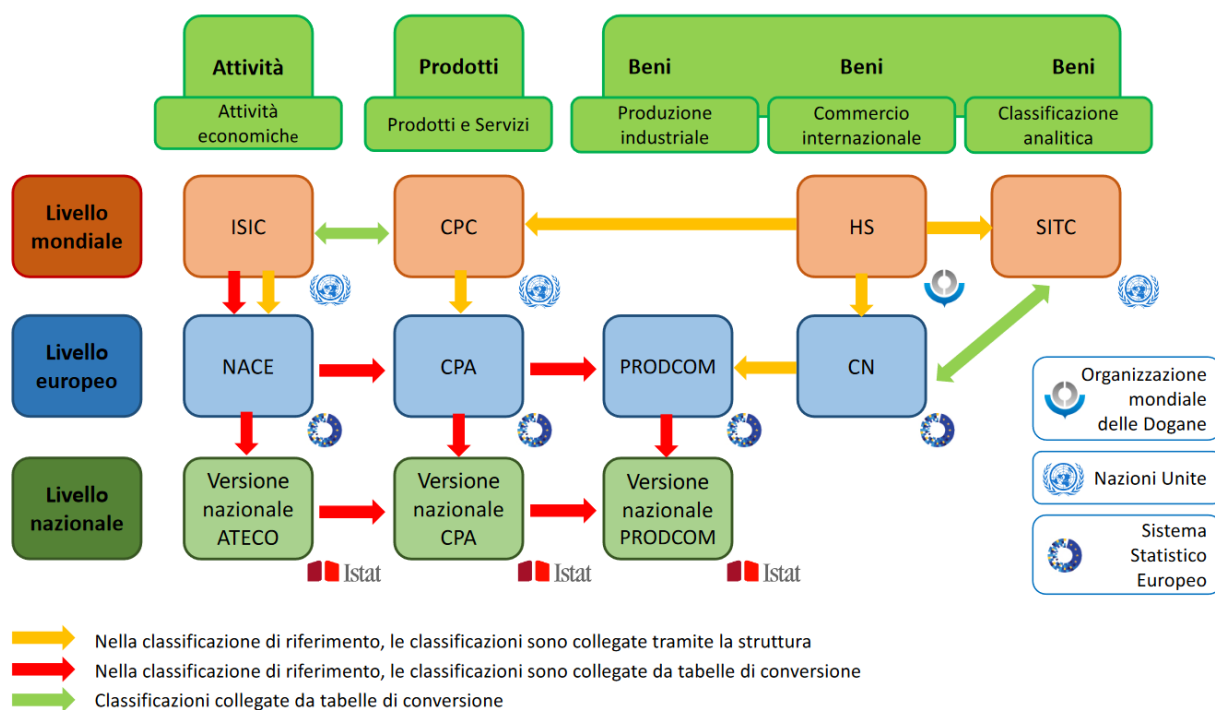 Attività
Prodotti
Beni
Beni
Beni
Attività
economiche
Prodotti e Servizi
Produzione
industriale
Commercio
internazionale
Classificazione
analitica
Livello
mondiale
ISIC
CPC
HS
SITC
Livello
europeo
NACE
CPA
PRODCOM
CN
Organizzazione
mondiale
delle Dogane
Livello
nazionale
Versione
nazionale
ATECO
Versione
nazionale
CPA
Versione
nazionale
PRODCOM
Nazioni Unite
Sistema
Statistico
Europeo
Istat
Istat
Istat
Nella classificazione di riferimento, le classificazioni sono collegate tramite la struttura
Nella classificazione di riferimento, le classificazioni sono collegate da tabelle di conversione
Classificazioni collegate da tabelle di conversione